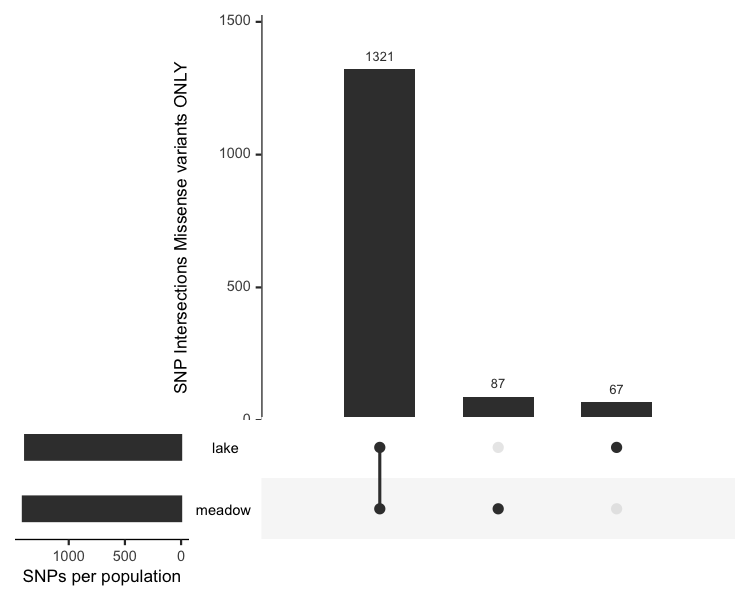 1500
1321
1000
500
87
67
0
SNP Intersections Missense variants ONLY
lake
meadow
1000 500 0
SNPs per population